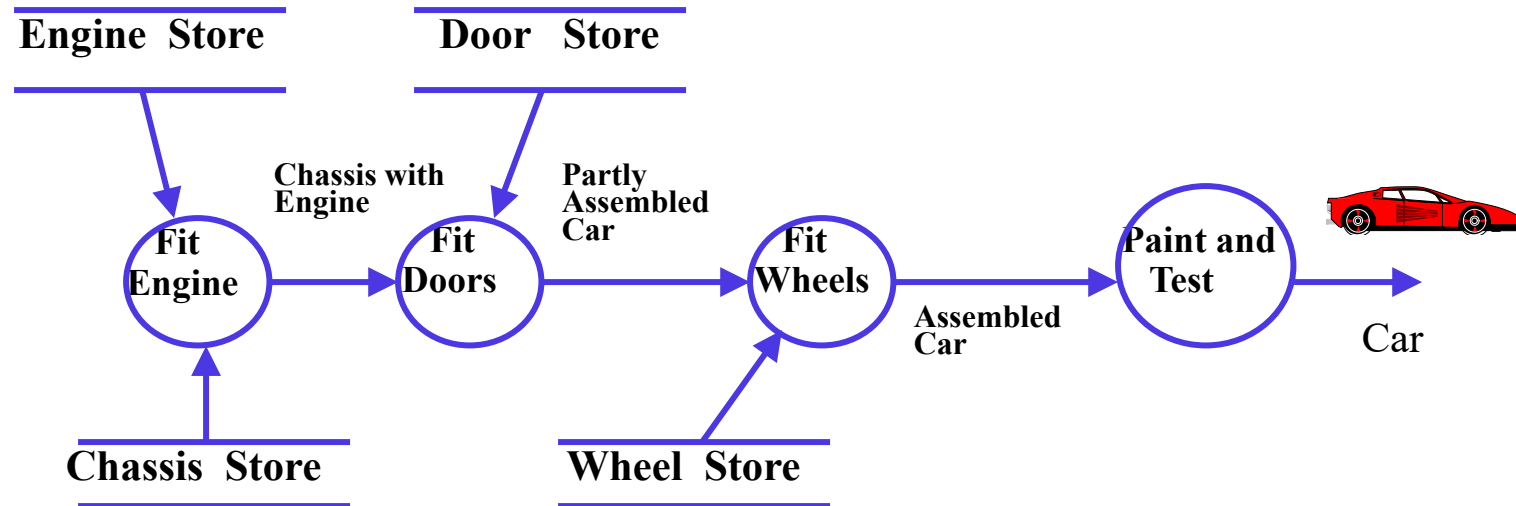 Engine Store
Door Store
Chassis with
Engine
Partly
Assembled
Car
Fit
Engine
Fit
Doors
Fit
Wheels
Paint and
Test
Assembled
Car
Car
Chassis Store
Wheel Store